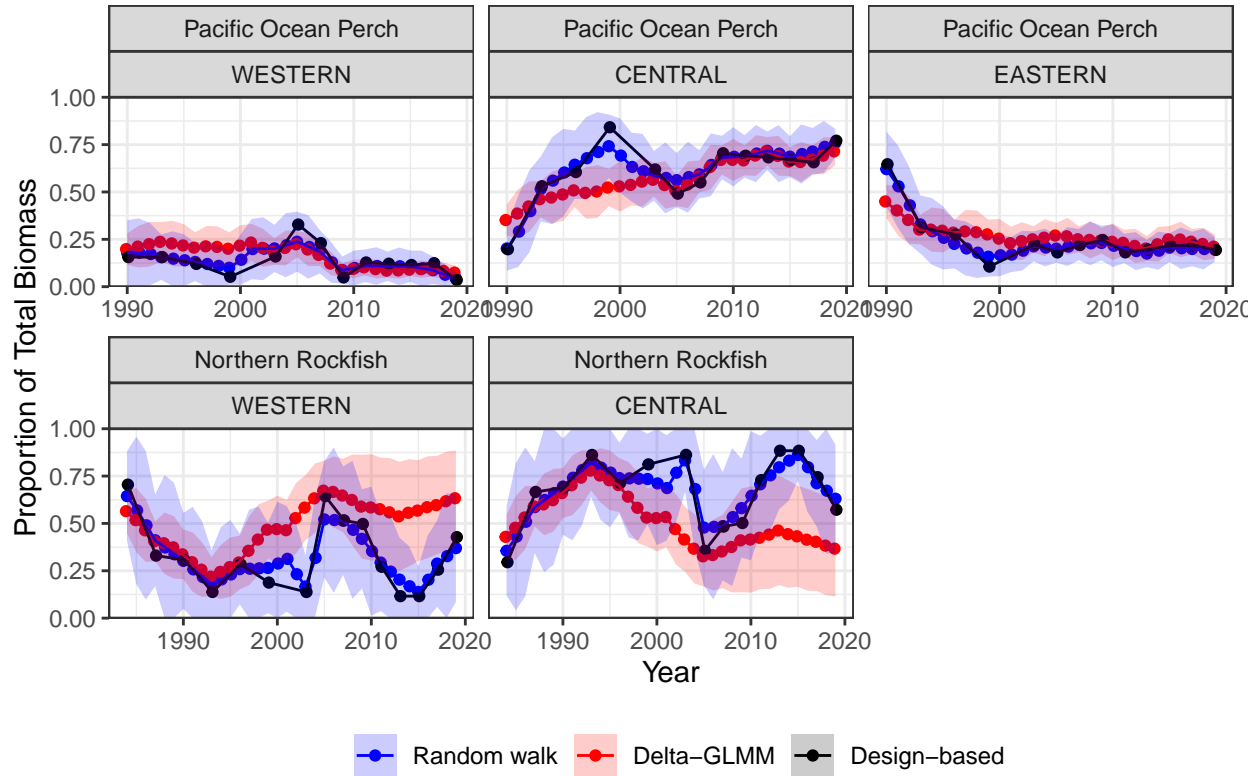 Pacific Ocean Perch
Pacific Ocean Perch
Pacific Ocean Perch
WESTERN
CENTRAL
EASTERN
1.00
0.75
0.50
0.25
0.00
1990 2000 2010 2020
1990 2000 2010 2020
1990 2000 2010 2020
Proportion of Total Biomass
Northern Rockfish
Northern Rockfish
WESTERN
CENTRAL
1.00
0.75
0.50
0.25
0.00
1990 2000 2010 2020
1990 2000 2010 2020
Year
Random walk Delta−GLMM Design−based